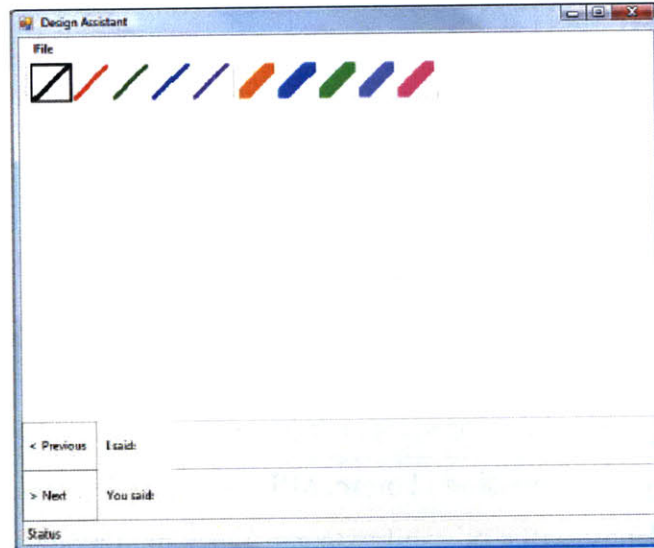 Design Assistant
File
< Previous
I said:
> Next
You said:
Status